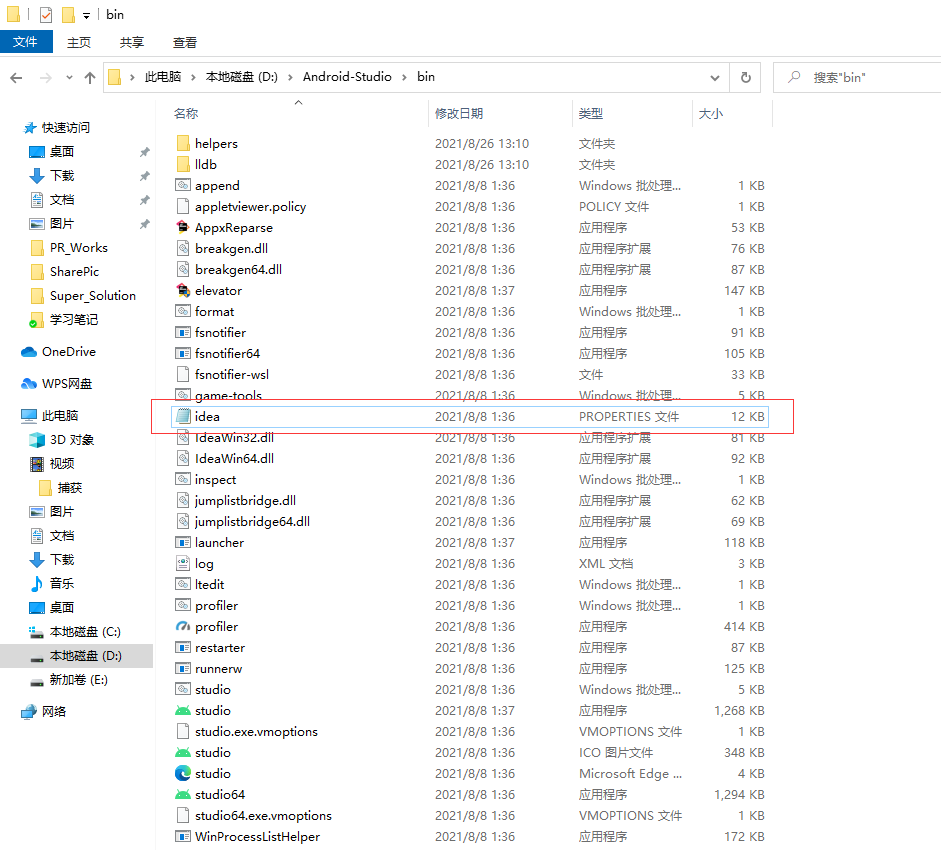 bin
文件 主页 共享 查看
此电脑 本地磁盘 (D:) Android-Studio bin 搜索"bin"
名称 修改日期 类型 大小
快速访问
桌面
下载
文档
图片
PR_Works
SharePic
Super_Solution
学习笔记
OneDrive
WPS网盘
此电脑
3D 对象
视频
捕获
图片
文档
下载
音乐
桌面
本地磁盘 (C:)
本地磁盘 (D:)
新加卷 (E:)
网络
helpers 2021/8/26 13:10 文件夹
lldb 2021/8/26 13:10 文件夹
append 2021/8/8 1:36 Windows 批处理... 1 KB
appletviewer.policy 2021/8/8 1:36 POLICY 文件 1 KB
AppxReparse 2021/8/8 1:36 应用程序 53 KB
breakgen.dll 2021/8/8 1:36 应用程序扩展 76 KB
breakgen64.dll 2021/8/8 1:36 应用程序扩展 87 KB
elevator 2021/8/8 1:37 应用程序 147 KB
format 2021/8/8 1:36 Windows 批处理... 1 KB
fsnotifier 2021/8/8 1:36 应用程序 91 KB
fsnotifier64 2021/8/8 1:36 应用程序 105 KB
fsnotifier-wsl 2021/8/8 1:36 文件 33 KB
game-tools 2021/8/8 1:36 Windows 批处理... 5 KB
idea 2021/8/8 1:36 PROPERTIES 文件 12 KB
IdeaWin32.dll 2021/8/8 1:36 应用程序扩展 81 KB
IdeaWin64.dll 2021/8/8 1:36 应用程序扩展 92 KB
inspect 2021/8/8 1:36 Windows 批处理... 1 KB
jumplistbridge.dll 2021/8/8 1:36 应用程序扩展 62 KB
jumplistbridge64.dll 2021/8/8 1:36 应用程序扩展 69 KB
launcher 2021/8/8 1:37 应用程序 118 KB
log 2021/8/8 1:36 XML 文档 3 KB
ltedit 2021/8/8 1:36 Windows 批处理... 1 KB
profiler 2021/8/8 1:36 Windows 批处理... 1 KB
profiler 2021/8/8 1:36 应用程序 414 KB
restarter 2021/8/8 1:36 应用程序 87 KB
runnerw 2021/8/8 1:36 应用程序 125 KB
studio 2021/8/8 1:36 Windows 批处理... 5 KB
studio 2021/8/8 1:37 应用程序 1,268 KB
studio.exe.vmoptions 2021/8/8 1:36 VMOPTIONS 文件 1 KB
studio 2021/8/8 1:36 ICO 图片文件 348 KB
studio 2021/8/8 1:36 Microsoft Edge ... 4 KB
studio64 2021/8/8 1:36 应用程序 1,294 KB
studio64.exe.vmoptions 2021/8/8 1:36 VMOPTIONS 文件 1 KB
WinProcessListHelper 2021/8/8 1:36 应用程序 172 KB